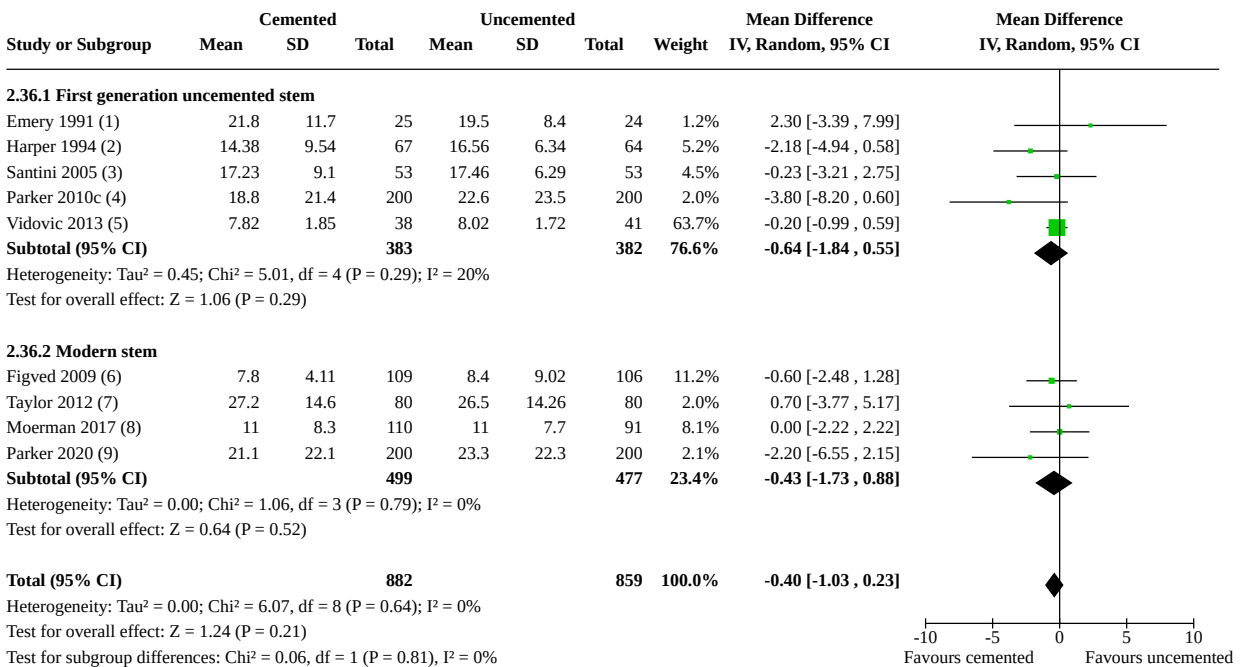 Cemented Uncemented Mean Difference Mean Difference
Study or Subgroup Mean SD Total Mean SD Total Weight IV, Random, 95% CI IV, Random, 95% CI
2.36.1 First generation uncemented stem
Emery 1991 (1) 21.8 11.7 25 19.5 8.4 24 1.2% 2.30 [-3.39 , 7.99]
Harper 1994 (2) 14.38 9.54 67 16.56 6.34 64 5.2% -2.18 [-4.94 , 0.58]
Santini 2005 (3) 17.23 9.1 53 17.46 6.29 53 4.5% -0.23 [-3.21 , 2.75]
Parker 2010c (4) 18.8 21.4 200 22.6 23.5 200 2.0% -3.80 [-8.20 , 0.60]
Vidovic 2013 (5) 7.82 1.85 38 8.02 1.72 41 63.7% -0.20 [-0.99 , 0.59]
Subtotal (95% CI) 383 382 76.6% -0.64 [-1.84 , 0.55]
Heterogeneity: Tau² = 0.45; Chi² = 5.01, df = 4 (P = 0.29); I² = 20%
Test for overall effect: Z = 1.06 (P = 0.29)
2.36.2 Modern stem
Figved 2009 (6) 7.8 4.11 109 8.4 9.02 106 11.2% -0.60 [-2.48 , 1.28]
Taylor 2012 (7) 27.2 14.6 80 26.5 14.26 80 2.0% 0.70 [-3.77 , 5.17]
Moerman 2017 (8) 11 8.3 110 11 7.7 91 8.1% 0.00 [-2.22 , 2.22]
Parker 2020 (9) 21.1 22.1 200 23.3 22.3 200 2.1% -2.20 [-6.55 , 2.15]
Subtotal (95% CI) 499 477 23.4% -0.43 [-1.73 , 0.88]
Heterogeneity: Tau² = 0.00; Chi² = 1.06, df = 3 (P = 0.79); I² = 0%
Test for overall effect: Z = 0.64 (P = 0.52)
Total (95% CI) 882 859 100.0% -0.40 [-1.03 , 0.23]
Heterogeneity: Tau² = 0.00; Chi² = 6.07, df = 8 (P = 0.64); I² = 0%
Test for overall effect: Z = 1.24 (P = 0.21)
Test for subgroup differences: Chi² = 0.06, df = 1 (P = 0.81), I² = 0%
-10 -5 0 5 10
Favours cemented Favours uncemented